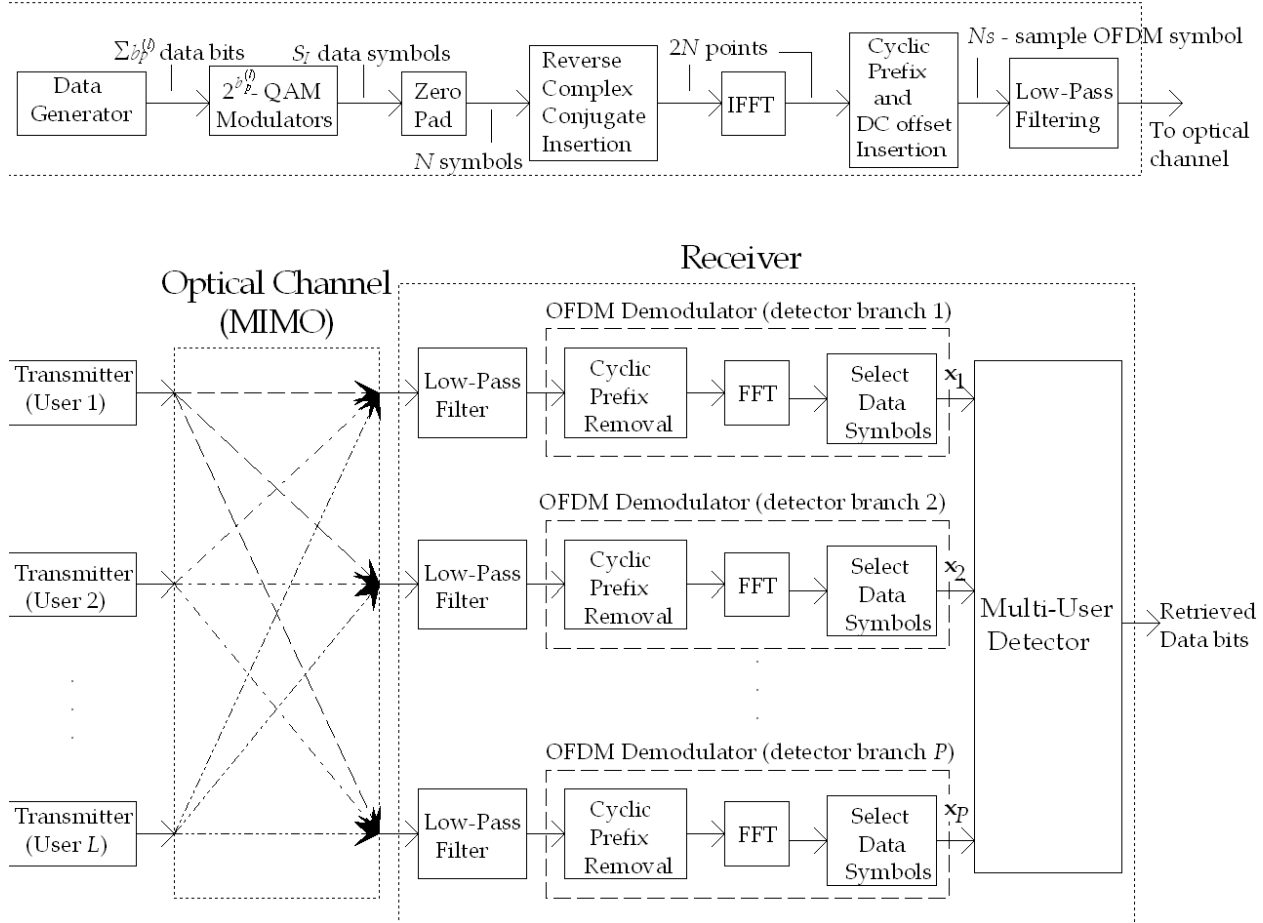 Σb_p^(l) data bits
S_l data symbols
2N points
Ns - sample OFDM symbol
Data
Generator
2^b_p^(l)- QAM
Modulators
Zero
Pad
N symbols
Reverse
Complex
Conjugate
Insertion
IFFT
Cyclic
Prefix
and
DC offset
Insertion
Low-Pass
Filtering
To optical
channel
Optical Channel
(MIMO)
Receiver
Transmitter
(User 1)
Low-Pass
Filter
OFDM Demodulator (detector branch 1)
Cyclic
Prefix
Removal
FFT
Select
Data
Symbols
x1
Transmitter
(User 2)
Low-Pass
Filter
OFDM Demodulator (detector branch 2)
Cyclic
Prefix
Removal
FFT
Select
Data
Symbols
x2
Multi-User
Detector
Retrieved
Data bits
Transmitter
(User L)
Low-Pass
Filter
OFDM Demodulator (detector branch P)
Cyclic
Prefix
Removal
FFT
Select
Data
Symbols
xP